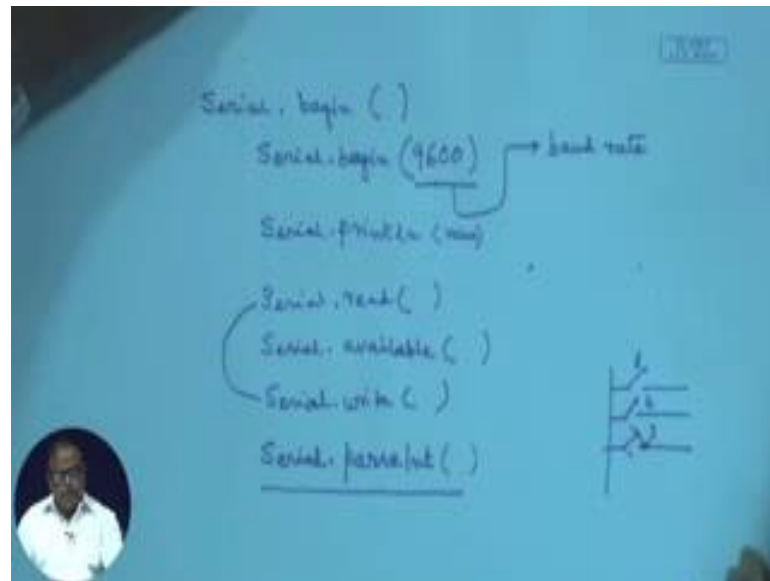 Serial. begin ( )
Serial. begin (9600) → baud rate
Serial. println ( )
Serial. read ( )
Serial. available ( )
Serial. write ( )
Serial. parseInt ( )